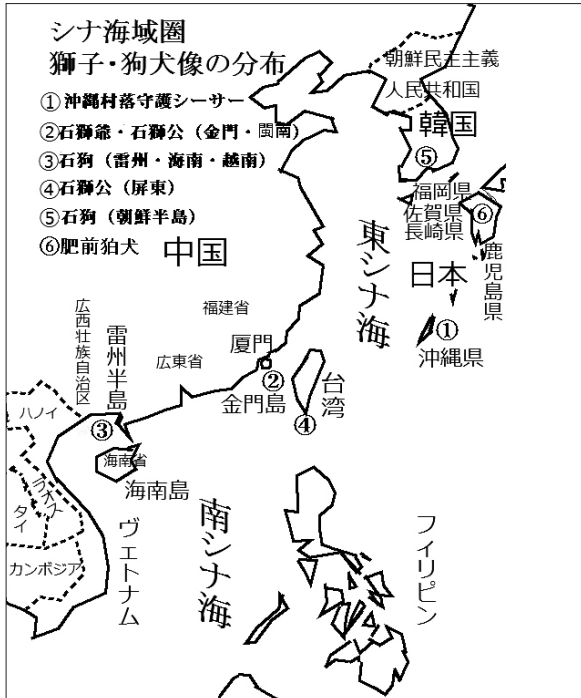 シナ海域圏
獅子・狗犬像の分布
①沖縄村落守護シーサー
②石獅爺・石獅公（金門・閩南）
③石狗（雷州・海南・越南）
④石獅公（屏東）
⑤石狗（朝鮮半島）
⑥肥前狛犬
朝鮮民主主義
人民共和国
韓国
⑤
福岡県
佐賀県
長崎県
⑥
鹿児島県
日本
東シナ海
①
沖縄県
中国
福建省
厦門
②
金門島
台湾
④
広東省
広西壮族自治区
雷州半島
③
海南省
海南島
ハノイ
ラオス
タイ
カンボジア
ヴェトナム
南シナ海
フィリピン